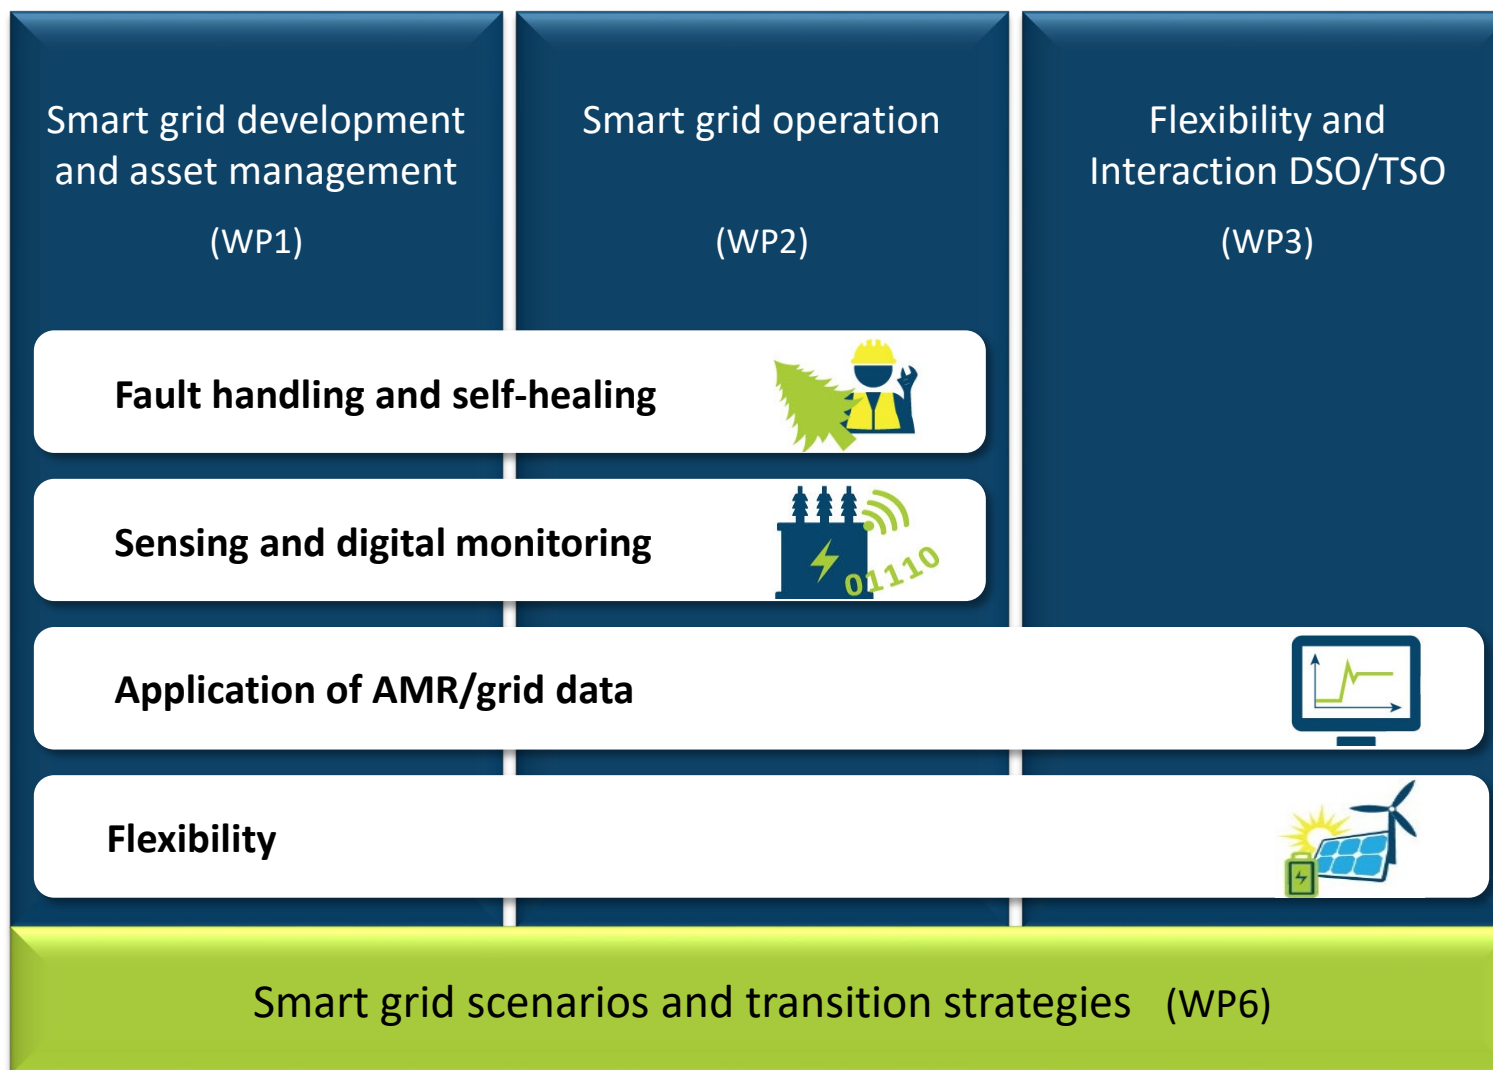 Smart grid development
and asset management
(WP1)
Smart grid operation
(WP2)
Flexibility and
Interaction DSO/TSO
(WP3)
Fault handling and self-healing
Sensing and digital monitoring
01110
Application of AMR/grid data
Flexibility
Smart grid scenarios and transition strategies (WP6)